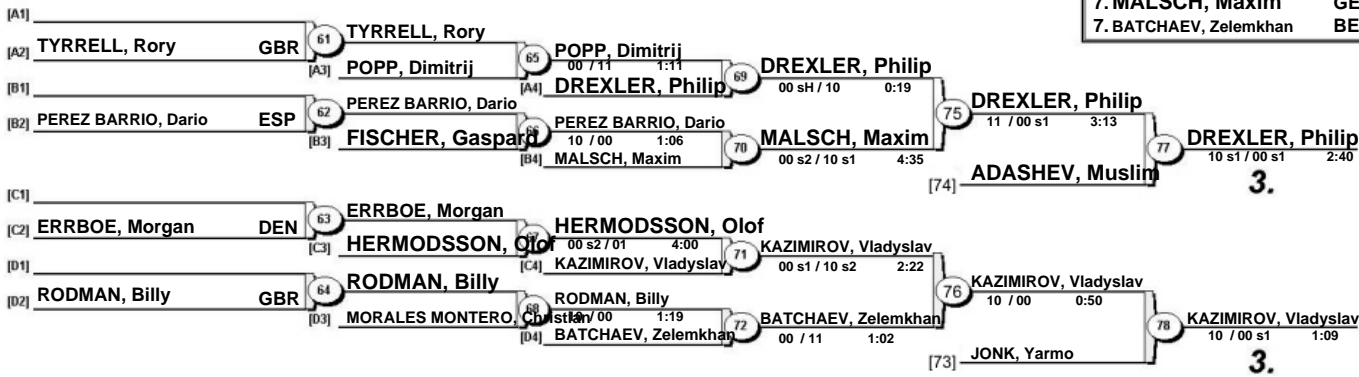 7. MALSCH, Maxim GE
7. BATCHAEV, Zelemkhan BE
[A1]
[A2] TYRRELL, Rory GBR
61
TYRRELL, Rory
[A3] POPP, Dimitrij
65
POPP, Dimitrij
00 / 11 1:11
[A4] DREXLER, Philip
69
DREXLER, Philip
00 sH / 10 0:19
[B1]
[B2] PEREZ BARRIO, Dario ESP
62
PEREZ BARRIO, Dario
[B3] FISCHER, Gaspard
66
PEREZ BARRIO, Dario
10 / 00 1:06
[B4] MALSCH, Maxim
70
MALSCH, Maxim
00 s2 / 10 s1 4:35
75
DREXLER, Philip
11 / 00 s1 3:13
[74] ADASHEV, Muslim
77
DREXLER, Philip
10 s1 / 00 s1 2:40
3.
[C1]
[C2] ERRBOE, Morgan DEN
63
ERRBOE, Morgan
[C3] HERMODSSON, Olof
67
HERMODSSON, Olof
00 s2 / 01 4:00
[C4] KAZIMIROV, Vladyslav
71
KAZIMIROV, Vladyslav
00 s1 / 10 s2 2:22
[D1]
[D2] RODMAN, Billy GBR
64
RODMAN, Billy
[D3] MORALES MONTERO, Christian
68
RODMAN, Billy
/ 00 1:19
[D4] BATCHAEV, Zelemkhan
72
BATCHAEV, Zelemkhan
00 / 11 1:02
76
KAZIMIROV, Vladyslav
10 / 00 0:50
[73] JONK, Yarmo
78
KAZIMIROV, Vladyslav
10 / 00 s1 1:09
3.